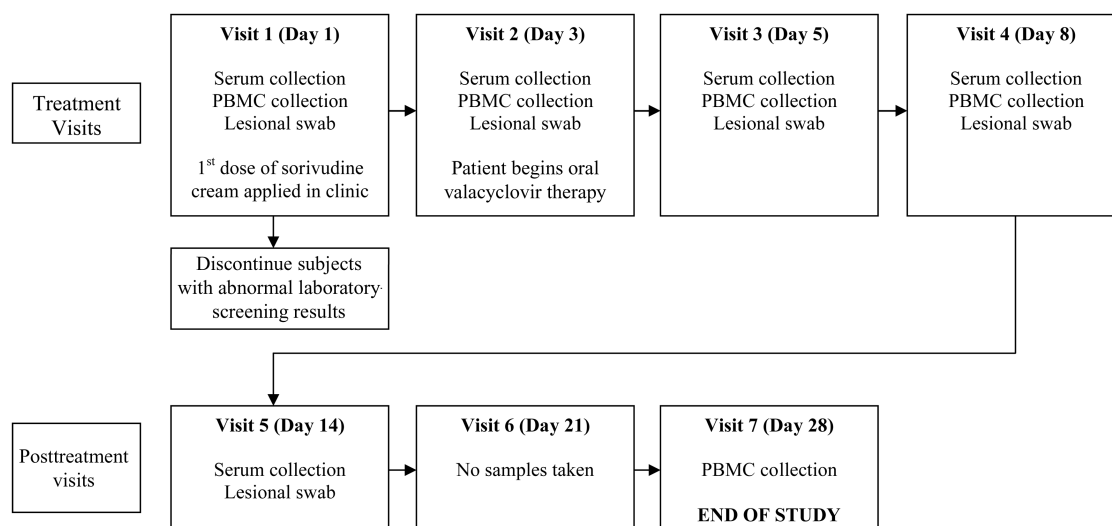 Treatment
Visits
Visit 1 (Day 1)
Serum collection
PBMC collection
Lesional swab
1st dose of sorivudine
cream applied in clinic
Visit 2 (Day 3)
Serum collection
PBMC collection
Lesional swab
Patient begins oral
valacyclovir therapy
Visit 3 (Day 5)
Serum collection
PBMC collection
Lesional swab
Visit 4 (Day 8)
Serum collection
PBMC collection
Lesional swab
Discontinue subjects
with abnormal laboratory-
screening results
Posttreatment
visits
Visit 5 (Day 14)
Serum collection
Lesional swab
Visit 6 (Day 21)
No samples taken
Visit 7 (Day 28)
PBMC collection
END OF STUDY